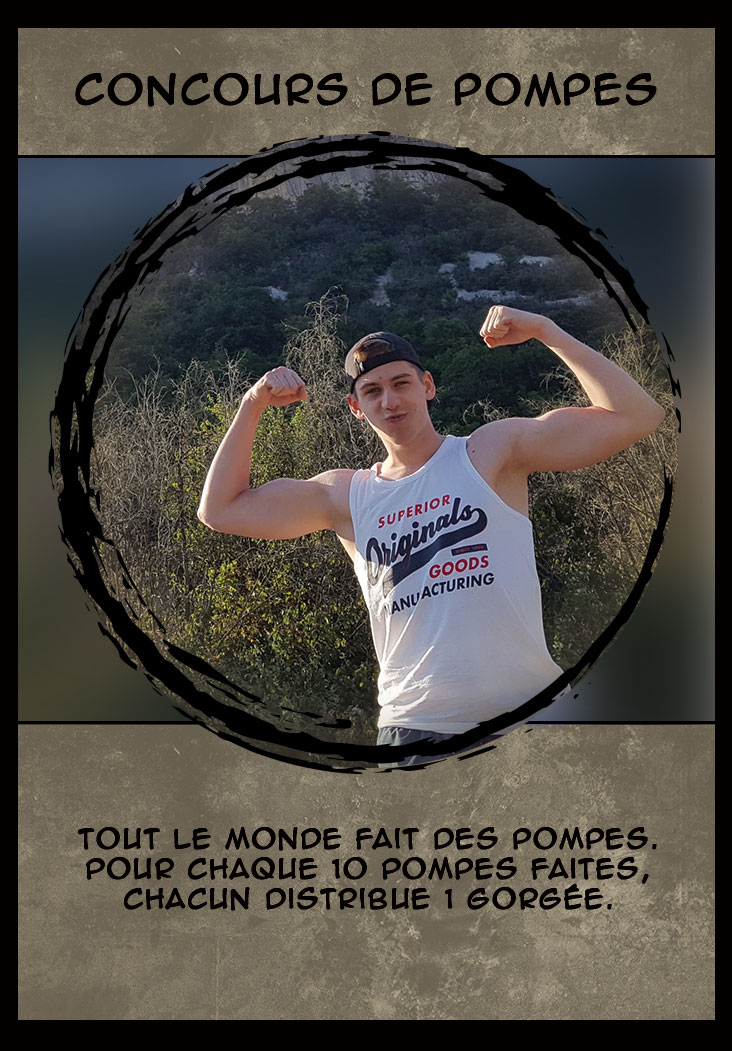 CONCOURS DE POMPES
SUPERIOR
Originals
GOODS
MANUFACTURING
TOUT LE MONDE FAIT DES POMPES.
POUR CHAQUE 10 POMPES FAITES,
CHACUN DISTRIBUE 1 GORGÉE.